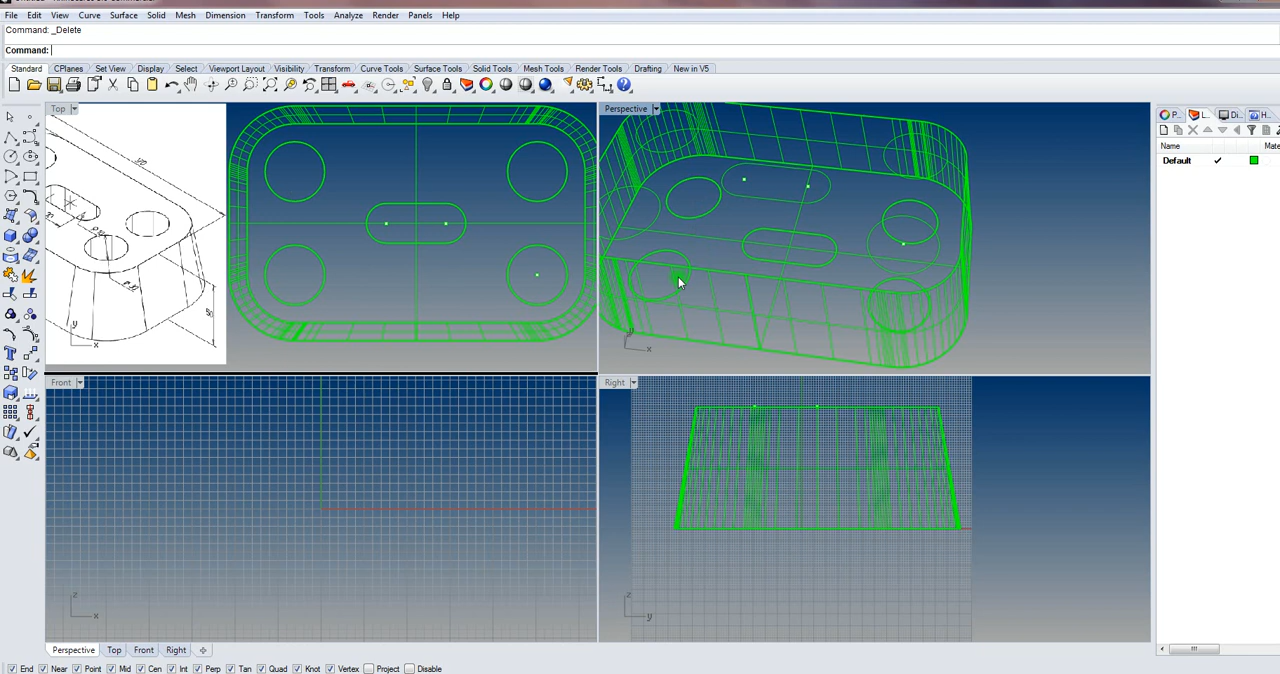 File Edit View Curve Surface Solid Mesh Dimension Transform Tools Analyze Render Panels Help
Command: _Delete
Command:
Standard CPlanes Set View Display Select Viewport Layout Visibility Transform Curve Tools Surface Tools Solid Tools Mesh Tools Render Tools Drafting New in V5
Top
Perspective
P... L... Di... H...
Name Mate
Default
50
y
x
y
x
Front
Right
z
x
z
y
Perspective Top Front Right
End Near Point Mid Cen Int Perp Tan Quad Knot Vertex Project Disable